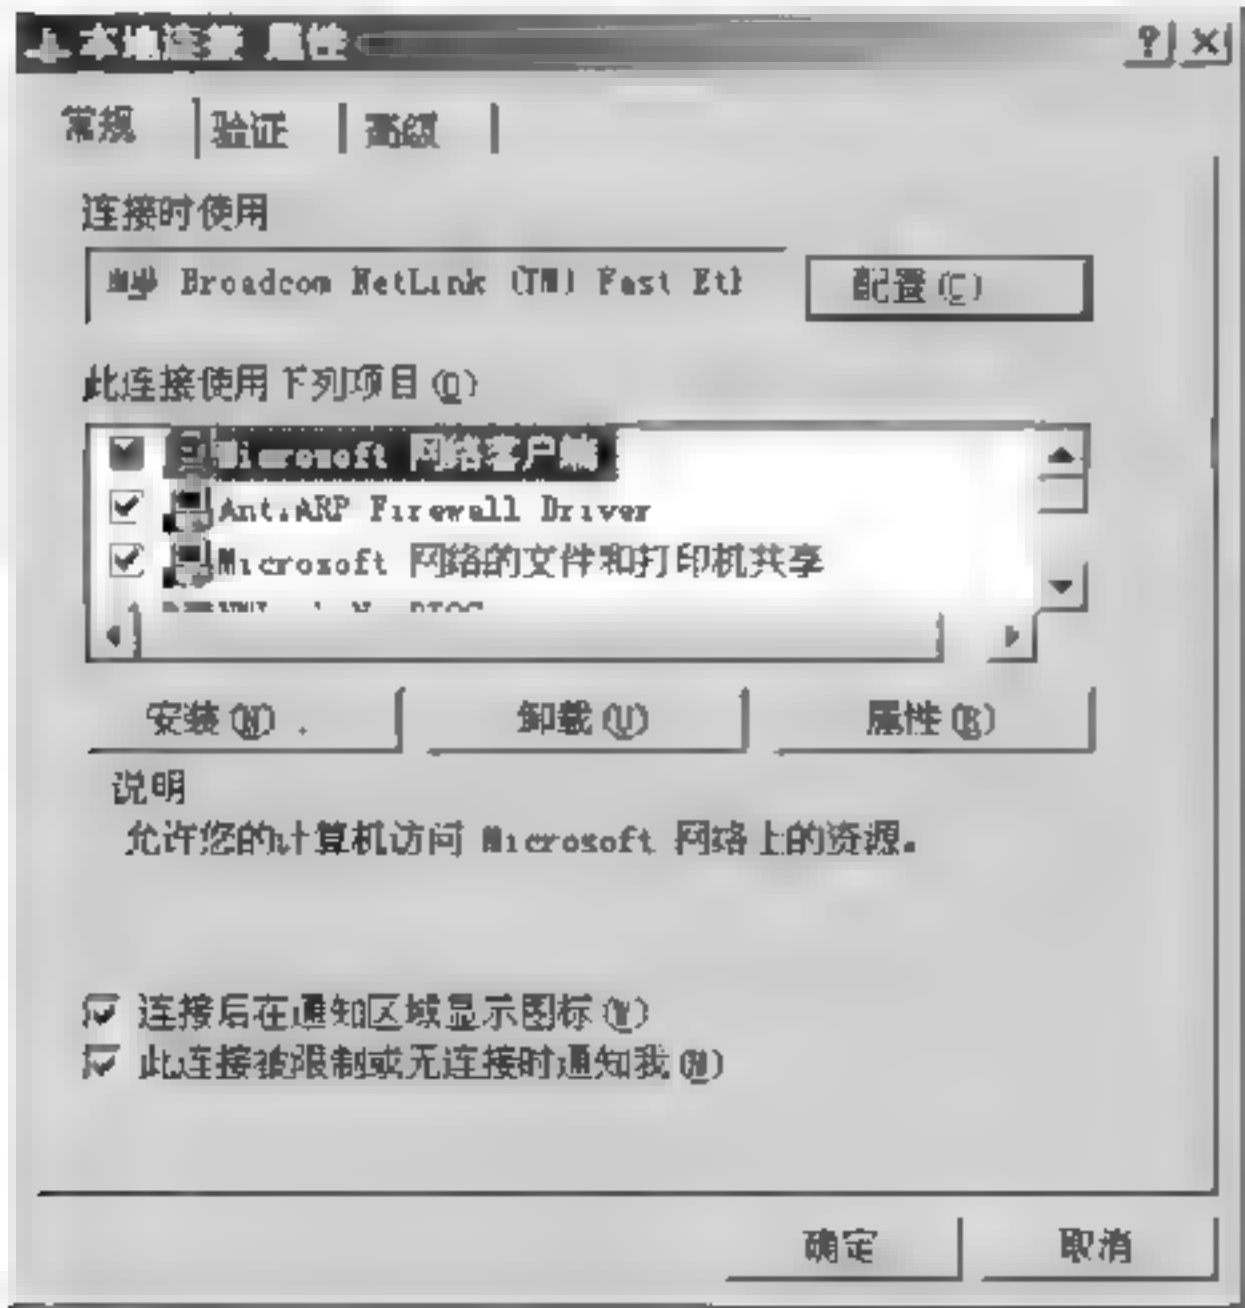 本地连接 属性
常规 验证 高级
连接时使用
Broadcom NetLink (TM) Fast Etl 配置(C)
此连接使用下列项目(O)
Microsoft 网络客户端
AntiARP Firewall Driver
Microsoft 网络的文件和打印机共享
安装(N). 卸载(U) 属性(R)
说明
允许您的计算机访问 Microsoft 网络上的资源。
连接后在通知区域显示图标(W)
此连接被限制或无连接时通知我(M)
确定 取消